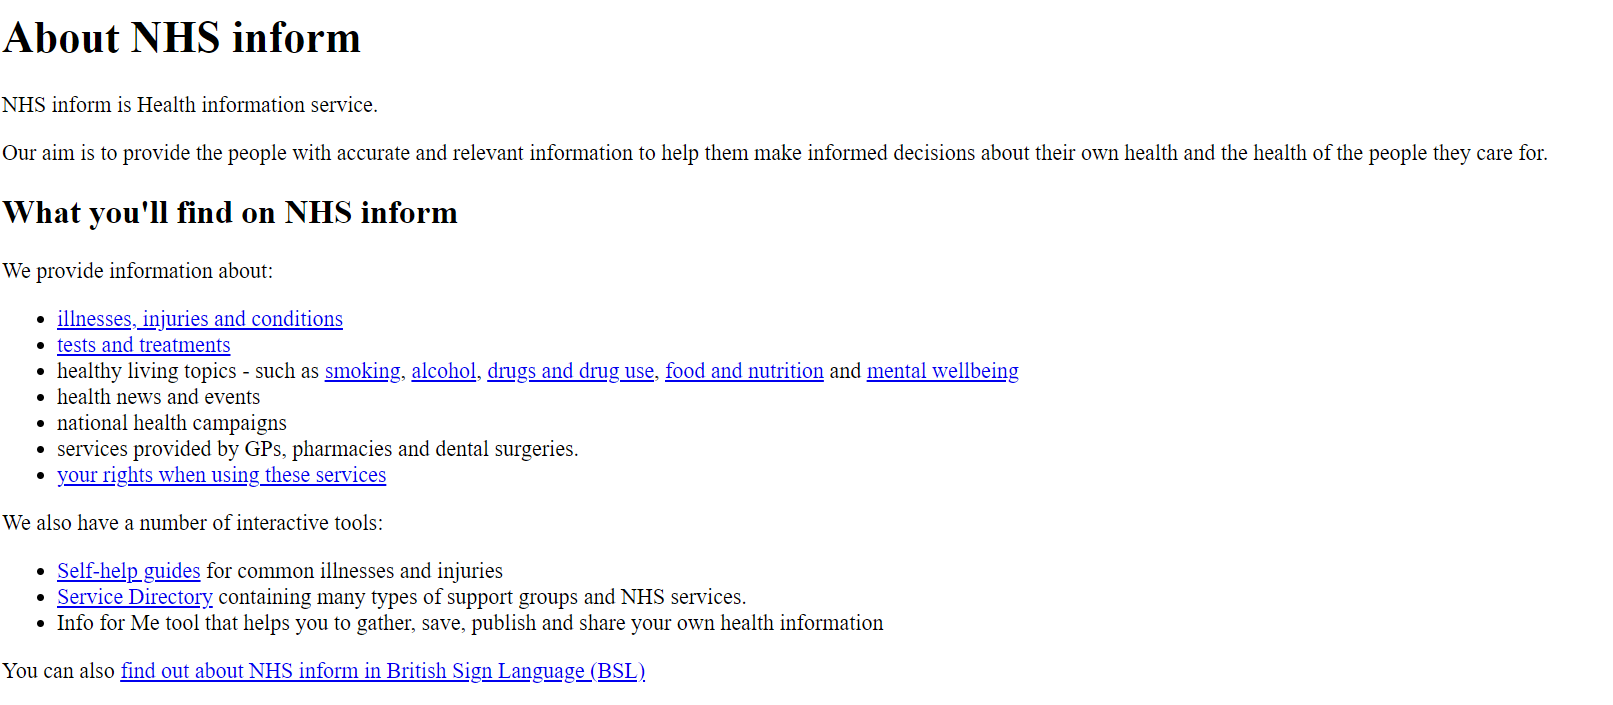 About NHS inform
NHS inform is Health information service.
Our aim is to provide the people with accurate and relevant information to help them make informed decisions about their own health and the health of the people they care for.
What you'll find on NHS inform
We provide information about:
illnesses, injuries and conditions
tests and treatments
healthy living topics - such as smoking, alcohol, drugs and drug use, food and nutrition and mental wellbeing
health news and events
national health campaigns
services provided by GPs, pharmacies and dental surgeries.
your rights when using these services
We also have a number of interactive tools:
Self-help guides for common illnesses and injuries
Service Directory containing many types of support groups and NHS services.
Info for Me tool that helps you to gather, save, publish and share your own health information
You can also find out about NHS inform in British Sign Language (BSL)